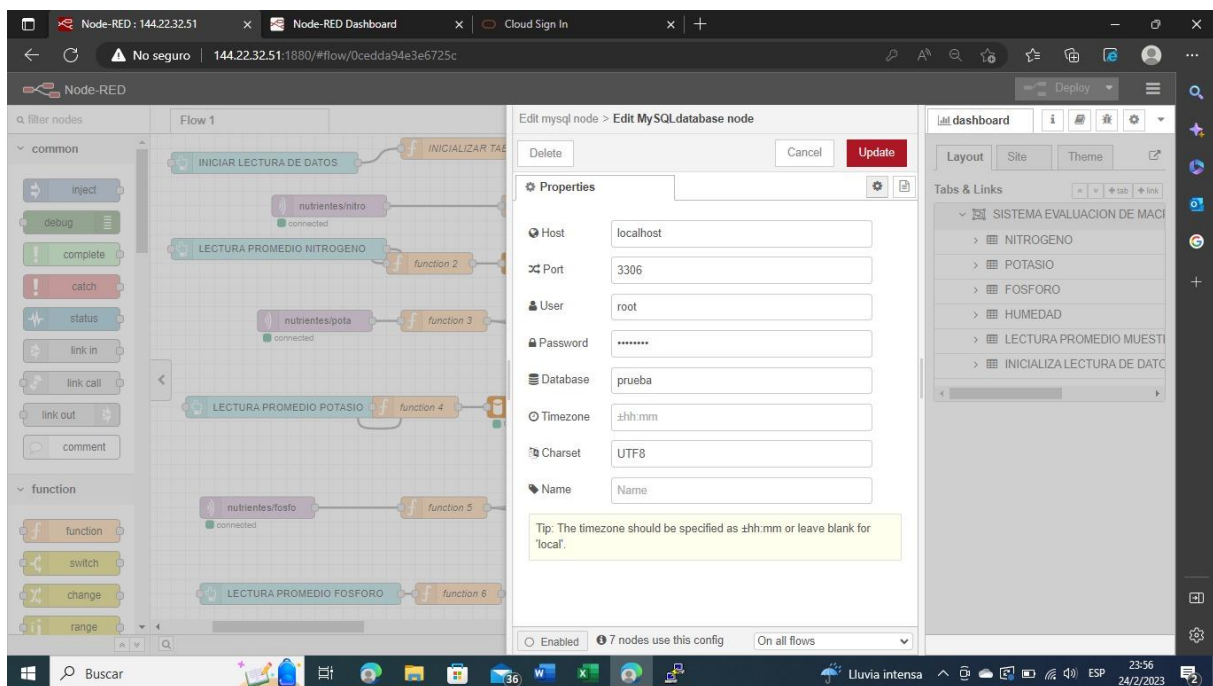 Node-RED : 144.22.32.51
Node-RED Dashboard
Cloud Sign In
No seguro
144.22.32.51:1880/#flow/0cedda94e3e6725c
Node-RED
Deploy
filter nodes
Flow 1
Edit mysql node > Edit MySQLdatabase node
dashboard
common
INICIAR LECTURA DE DATOS
INICIALIZAR TAB
Delete
Cancel
Update
Layout
Site
Theme
inject
Properties
Tabs & Links
tab
link
debug
nutrientes/nitro
connected
Host
localhost
SISTEMA EVALUACION DE MACR
NITROGENO
complete
LECTURA PROMEDIO NITROGENO
function 2
Port
3306
POTASIO
catch
User
root
FOSFORO
status
nutrientes/pota
connected
function 3
HUMEDAD
link in
Password
••••••••
LECTURA PROMEDIO MUESTR
link call
Database
prueba
INICIALIZA LECTURA DE DATO
link out
LECTURA PROMEDIO POTASIO
function 4
Timezone
±hh:mm
comment
Charset
UTF8
function
Name
Name
nutrientes/fosfo
connected
function 5
function
Tip: The timezone should be specified as ±hh:mm or leave blank for
'local'.
switch
change
LECTURA PROMEDIO FOSFORO
function 6
range
Enabled
7 nodes use this config
On all flows
Buscar
36
Lluvia intensa
ESP
23:56
24/2/2023
2